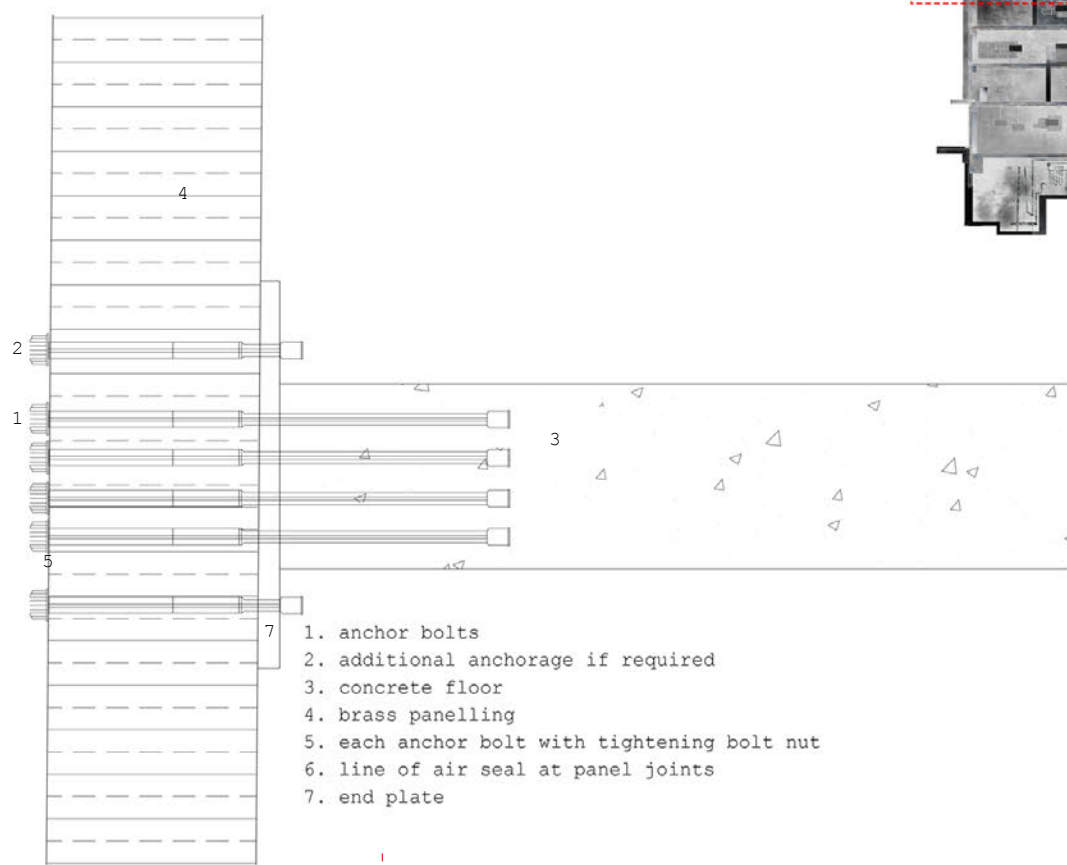 4
2
1
3
5
7
1. anchor bolts
2. additional anchorage if required
3. concrete floor
4. brass panelling
5. each anchor bolt with tightening bolt nut
6. line of air seal at panel joints
7. end plate